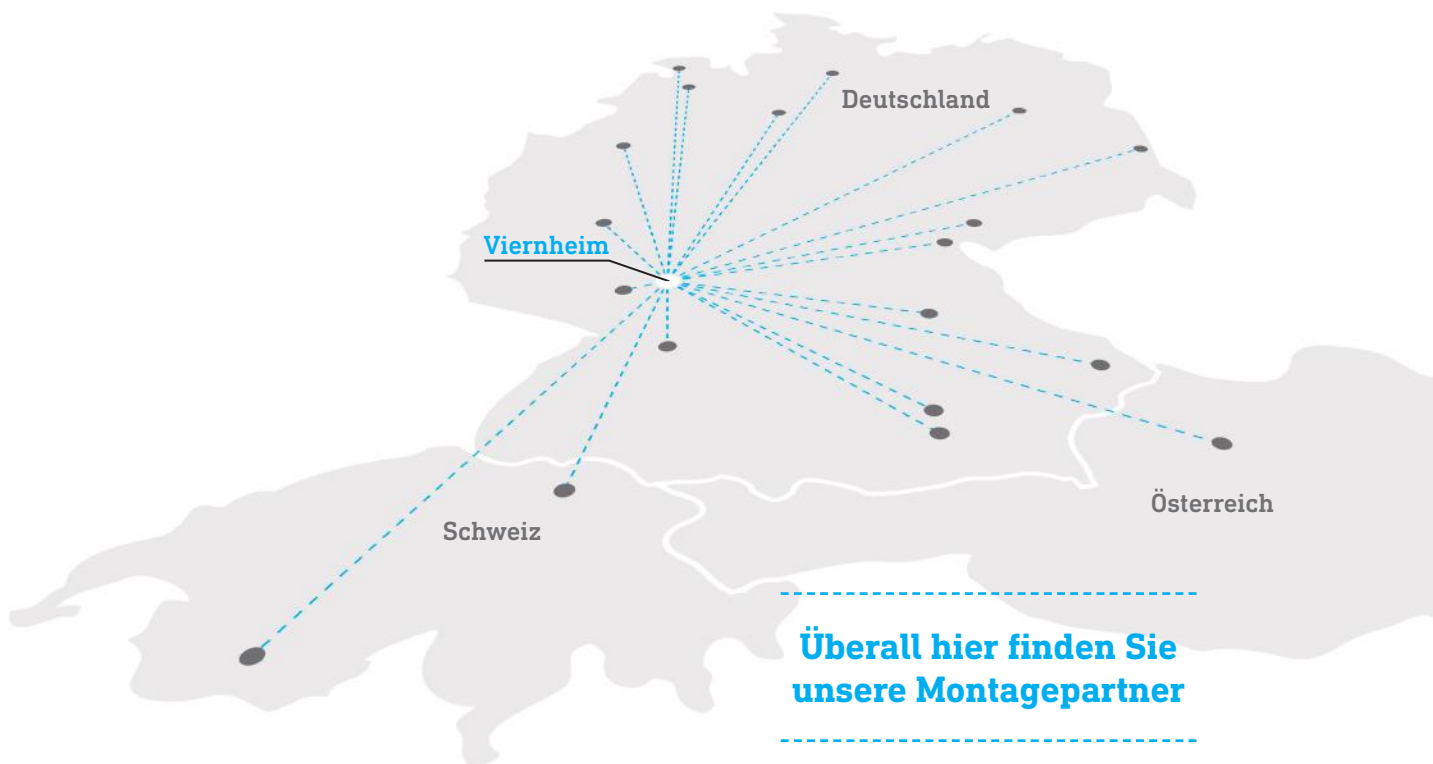 Deutschland
Viernheim
Österreich
Schweiz
Überall hier finden Sie
unsere Montagepartner